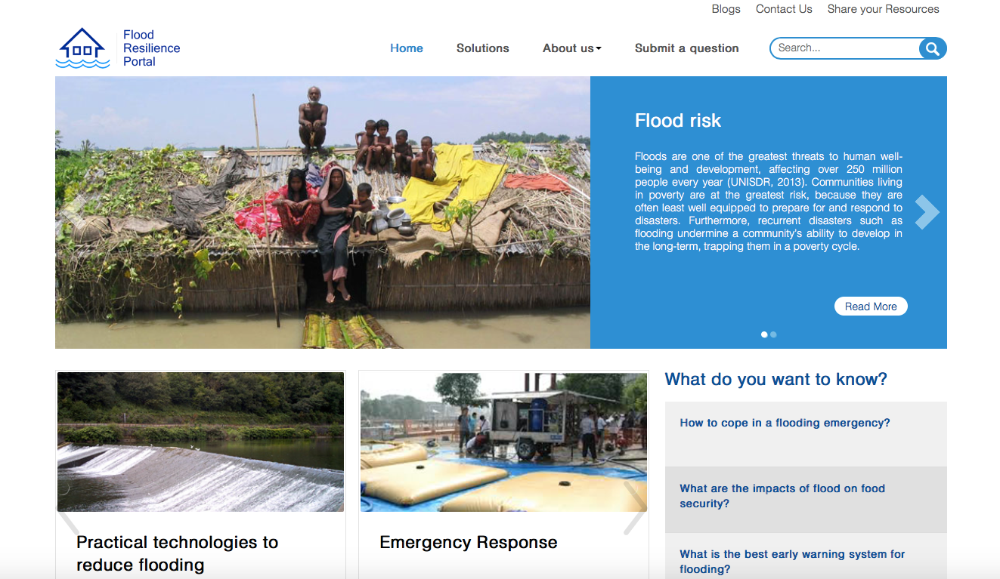 Blogs Contact Us Share your Resources
Flood
Resilience
Portal
Home Solutions About us Submit a question Search...
Flood risk
Floods are one of the greatest threats to human well-
being and development, affecting over 250 million
people every year (UNISDR, 2013). Communities living
in poverty are at the greatest risk, because they are
often least well equipped to prepare for and respond to
disasters. Furthermore, recurrent disasters such as
flooding undermine a community's ability to develop in
the long-term, trapping them in a poverty cycle.
Read More
Practical technologies to
reduce flooding
Emergency Response
What do you want to know?
How to cope in a flooding emergency?
What are the impacts of flood on food
security?
What is the best early warning system for
flooding?